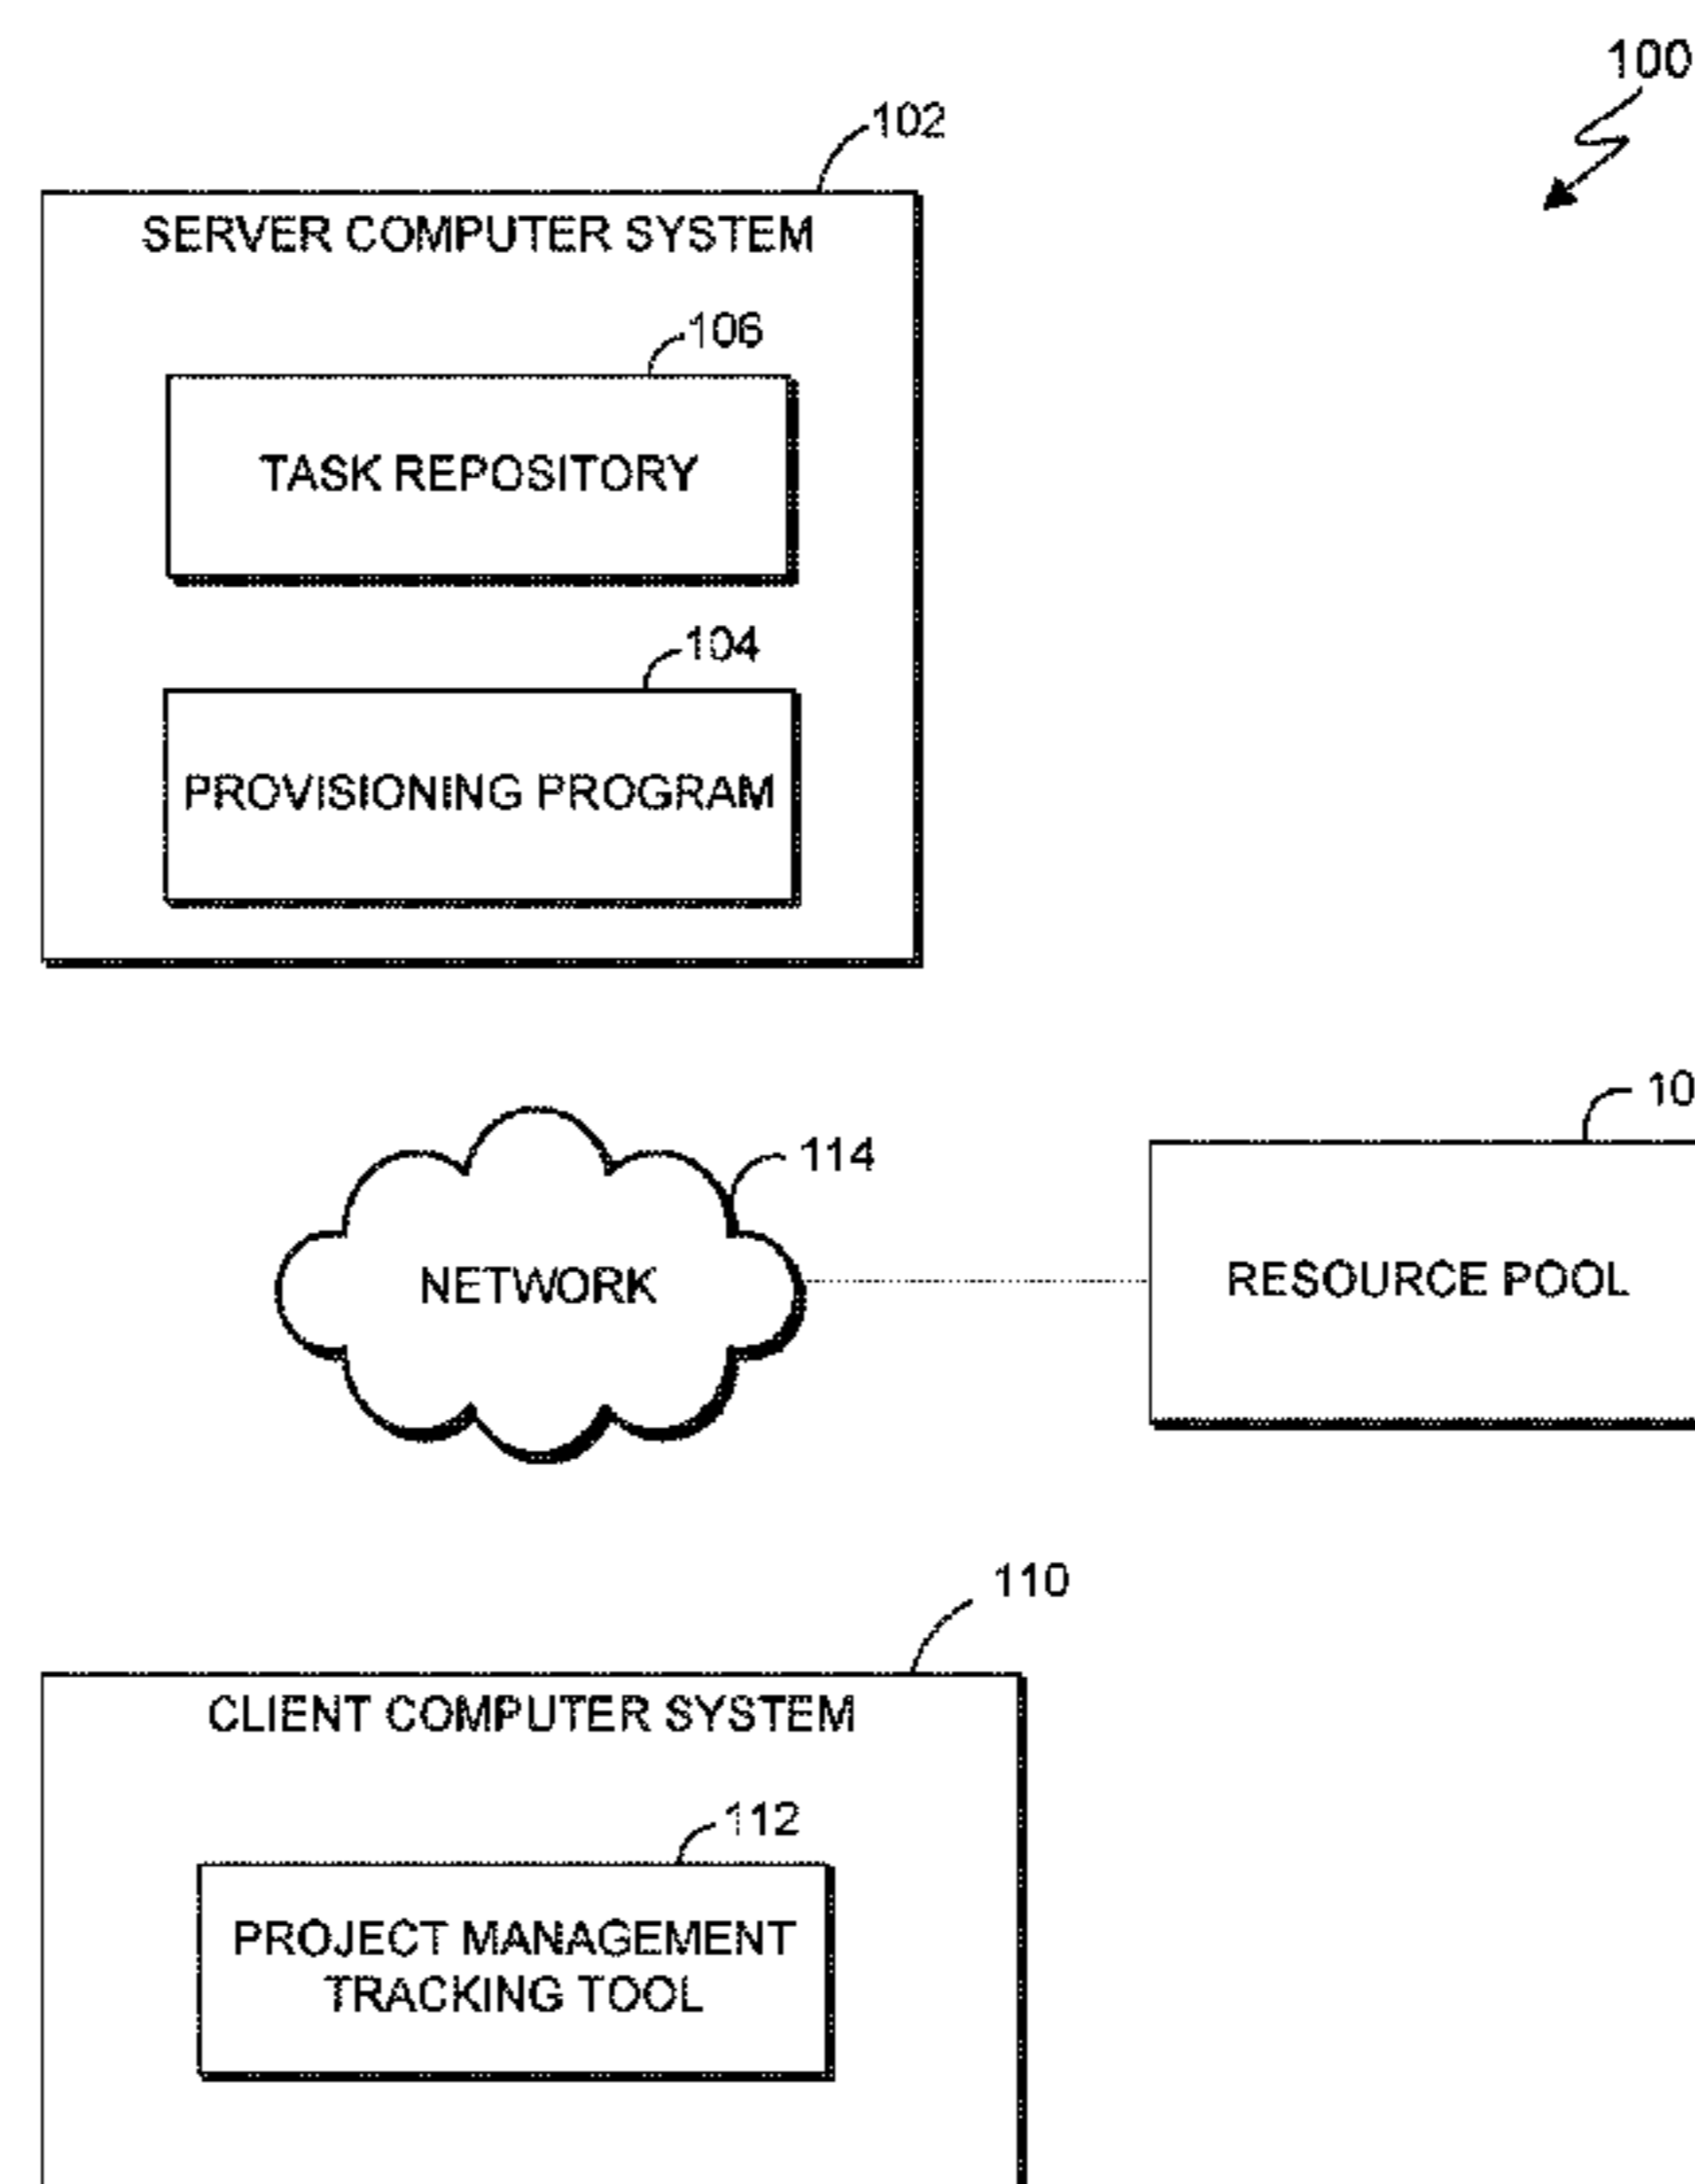 100
102
SERVER COMPUTER SYSTEM
106
TASK REPOSITORY
104
PROVISIONING PROGRAM
10
114
NETWORK
RESOURCE POOL
110
CLIENT COMPUTER SYSTEM
112
PROJECT MANAGEMENT
TRACKING TOOL